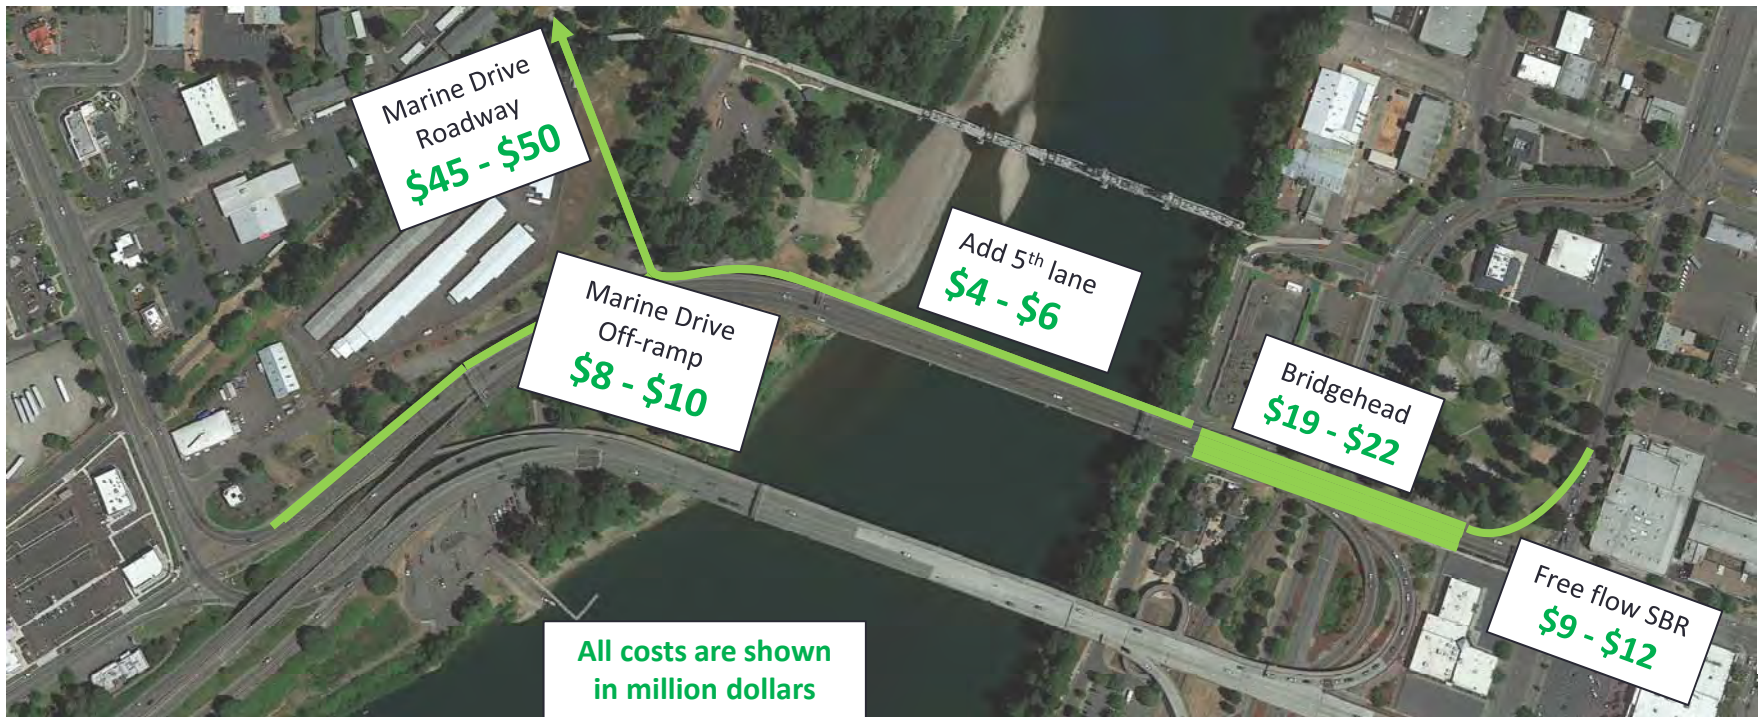 Marine Drive
Roadway
$45 - $50
Marine Drive
Off-ramp
$8 - $10
Add 5th lane
$4 - $6
Bridgehead
$19 - $22
Free flow SBR
$9 - $12
All costs are shown
in million dollars